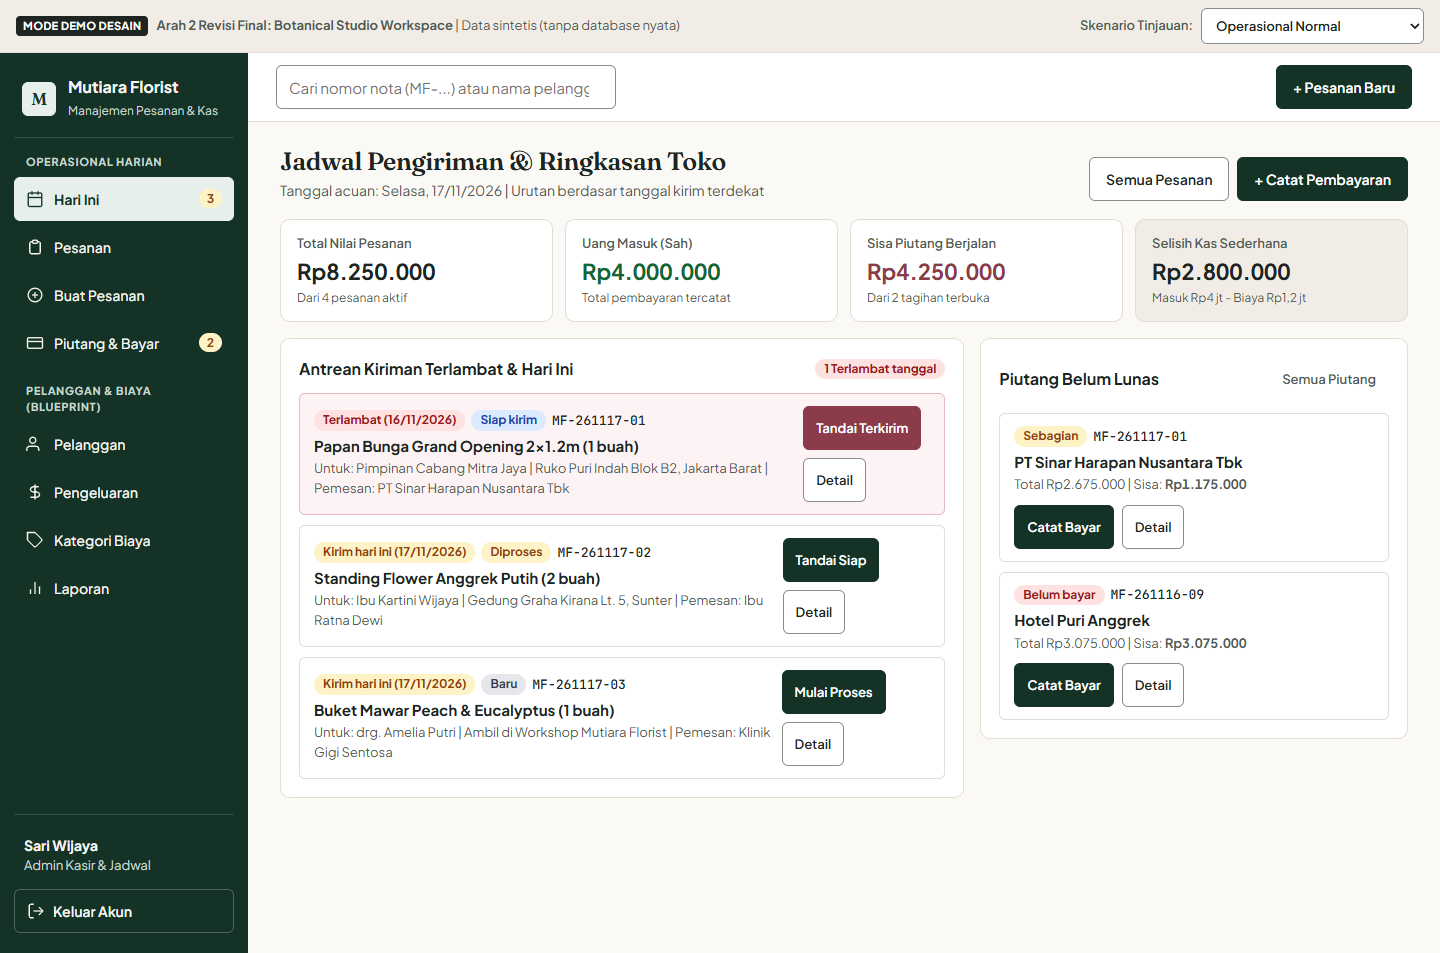 MODE DEMO DESAIN Arah 2 Revisi Final: Botanical Studio Workspace | Data sintetis (tanpa database nyata)
Skenario Tinjauan: Operasional Normal
M
Mutiara Florist
Manajemen Pesanan & Kas
OPERASIONAL HARIAN
Hari Ini 3
Pesanan
Buat Pesanan
Piutang & Bayar 2
PELANGGAN & BIAYA
(BLUEPRINT)
Pelanggan
Pengeluaran
Kategori Biaya
Laporan
Sari Wijaya
Admin Kasir & Jadwal
Keluar Akun
Cari nomor nota (MF-...) atau nama pelangg
+ Pesanan Baru
Jadwal Pengiriman & Ringkasan Toko
Tanggal acuan: Selasa, 17/11/2026 | Urutan berdasar tanggal kirim terdekat
Semua Pesanan
+ Catat Pembayaran
Total Nilai Pesanan
Rp8.250.000
Dari 4 pesanan aktif
Uang Masuk (Sah)
Rp4.000.000
Total pembayaran tercatat
Sisa Piutang Berjalan
Rp4.250.000
Dari 2 tagihan terbuka
Selisih Kas Sederhana
Rp2.800.000
Masuk Rp4 jt - Biaya Rp1,2 jt
Antrean Kiriman Terlambat & Hari Ini
1 Terlambat tanggal
Terlambat (16/11/2026) Siap kirim MF-261117-01
Papan Bunga Grand Opening 2×1.2m (1 buah)
Untuk: Pimpinan Cabang Mitra Jaya | Ruko Puri Indah Blok B2, Jakarta Barat |
Pemesan: PT Sinar Harapan Nusantara Tbk
Tandai Terkirim
Detail
Kirim hari ini (17/11/2026) Diproses MF-261117-02
Standing Flower Anggrek Putih (2 buah)
Untuk: Ibu Kartini Wijaya | Gedung Graha Kirana Lt. 5, Sunter | Pemesan: Ibu
Ratna Dewi
Tandai Siap
Detail
Kirim hari ini (17/11/2026) Baru MF-261117-03
Buket Mawar Peach & Eucalyptus (1 buah)
Untuk: drg. Amelia Putri | Ambil di Workshop Mutiara Florist | Pemesan: Klinik
Gigi Sentosa
Mulai Proses
Detail
Piutang Belum Lunas
Semua Piutang
Sebagian MF-261117-01
PT Sinar Harapan Nusantara Tbk
Total Rp2.675.000 | Sisa: Rp1.175.000
Catat Bayar Detail
Belum bayar MF-261116-09
Hotel Puri Anggrek
Total Rp3.075.000 | Sisa: Rp3.075.000
Catat Bayar Detail